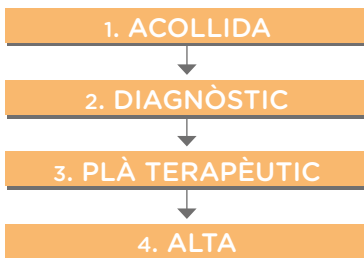 1. ACOLLIDA
2. DIAGNÒSTIC
3. PLÀ TERAPÈUTIC
4. ALTA